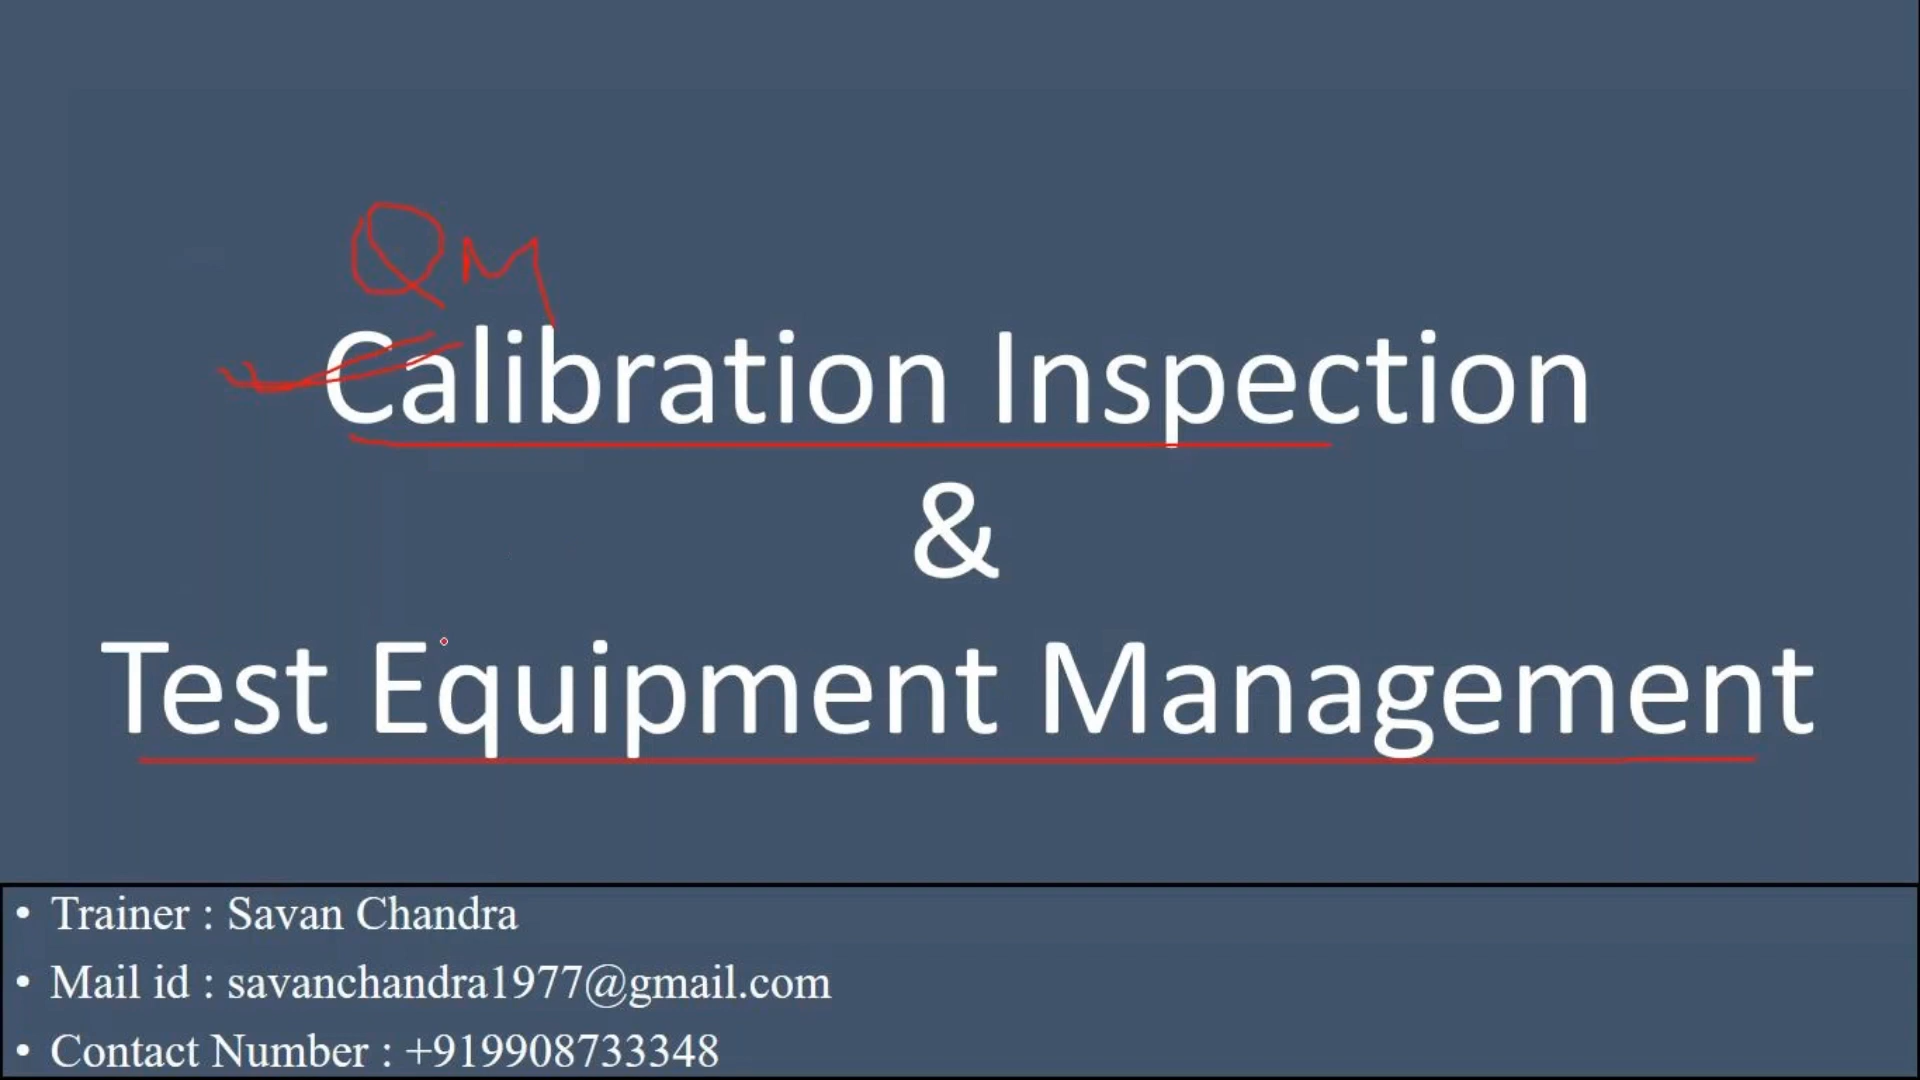 QM
Calibration Inspection
&
Test Equipment Management
• Trainer : Savan Chandra
• Mail id : savanchandra1977@gmail.com
• Contact Number : +919908733348